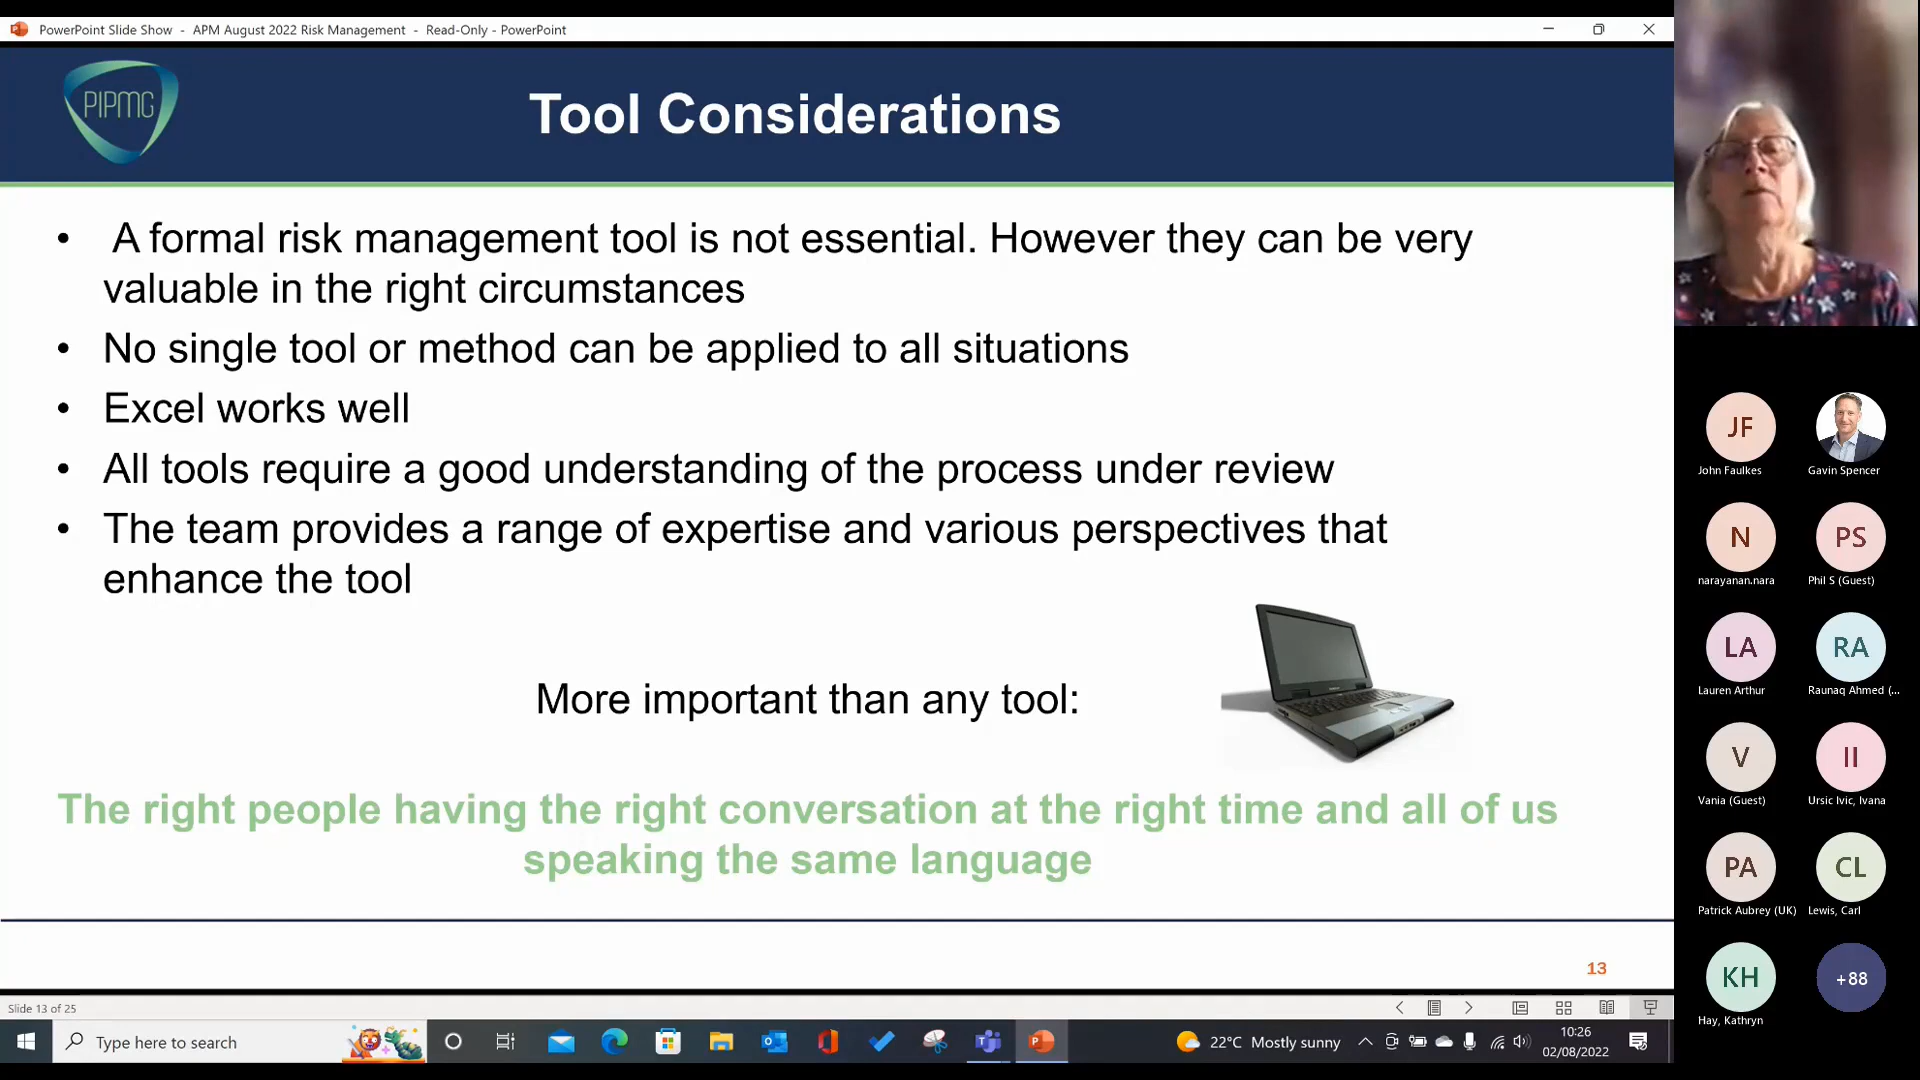 PowerPoint Slide Show - APM August 2022 Risk Management - Read-Only - PowerPoint
PIPMG
Tool Considerations
• A formal risk management tool is not essential. However they can be very
valuable in the right circumstances
• No single tool or method can be applied to all situations
• Excel works well
• All tools require a good understanding of the process under review
• The team provides a range of expertise and various perspectives that
enhance the tool
More important than any tool:
The right people having the right conversation at the right time and all of us
speaking the same language
13
Slide 13 of 25
Type here to search
22°C Mostly sunny
10:26
02/08/2022
JF
John Faulkes
Gavin Spencer
N
narayanan.nara
PS
Phil S (Guest)
LA
Lauren Arthur
RA
Raunaq Ahmed (...
V
Vania (Guest)
II
Ursic Ivic, Ivana
PA
Patrick Aubrey (UK)
CL
Lewis, Carl
KH
Hay, Kathryn
+88